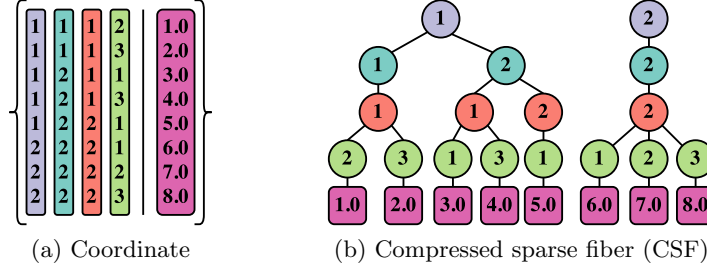 1 1 1 2 1.0
1 1 1 3 2.0
1 2 1 1 3.0
1 2 1 3 4.0
1 2 2 1 5.0
2 2 2 1 6.0
2 2 2 2 7.0
2 2 2 3 8.0
(a) Coordinate
1 2
1 2 2
1 1 2 2
2 3 1 3 1 1 2 3
1.0 2.0 3.0 4.0 5.0 6.0 7.0 8.0
(b) Compressed sparse fiber (CSF)